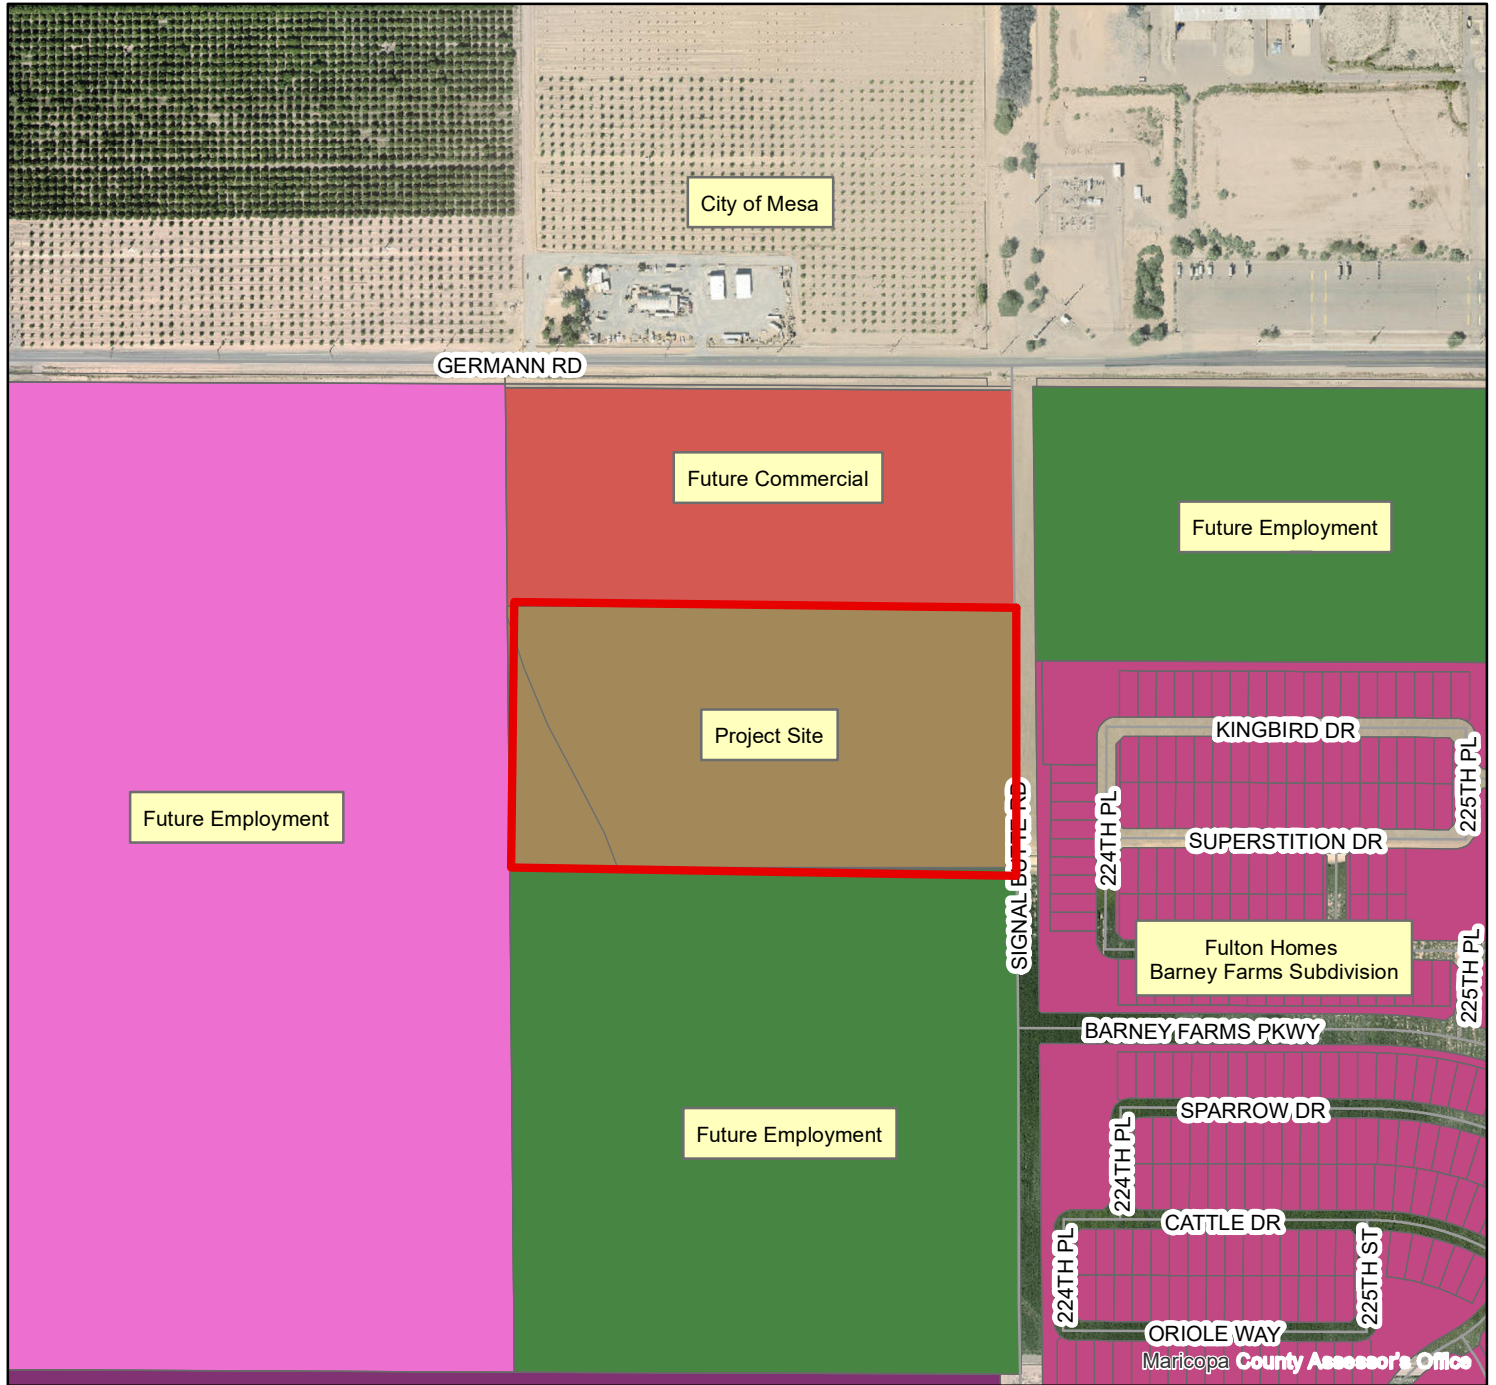 City of Mesa
GERMANN RD
Future Commercial
Future Employment
Project Site
KINGBIRD DR
225TH PL
Future Employment
SIGNAL BUTTE RD
224TH PL
SUPERSTITION DR
Fulton Homes
Barney Farms Subdivision
225TH PL
BARNEY FARMS PKWY
Future Employment
SPARROW DR
224TH PL
CATTLE DR
224TH PL
225TH ST
ORIOLE WAY
Maricopa County Assessor's Office